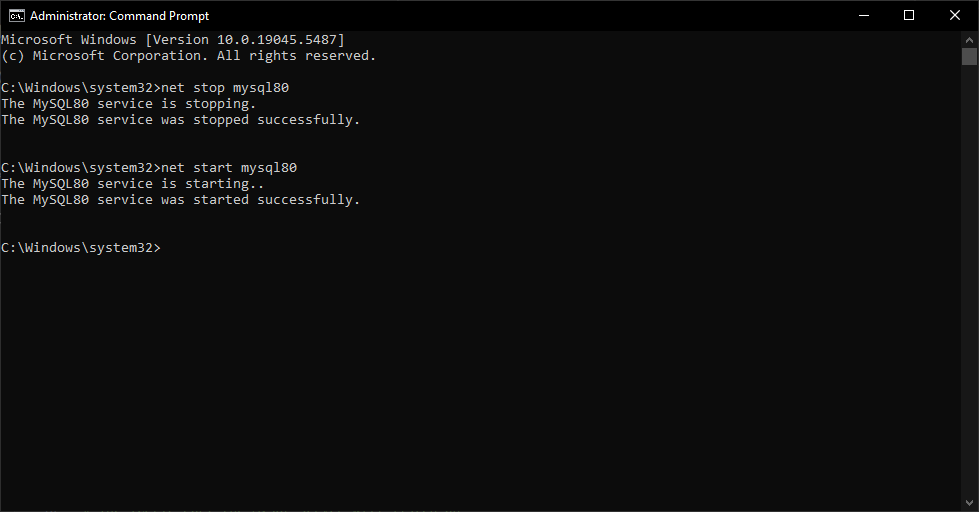 Administrator: Command Prompt
Microsoft Windows [Version 10.0.19045.5487]
(c) Microsoft Corporation. All rights reserved.
C:\Windows\system32>net stop mysql80
The MySQL80 service is stopping.
The MySQL80 service was stopped successfully.
C:\Windows\system32>net start mysql80
The MySQL80 service is starting..
The MySQL80 service was started successfully.
C:\Windows\system32>